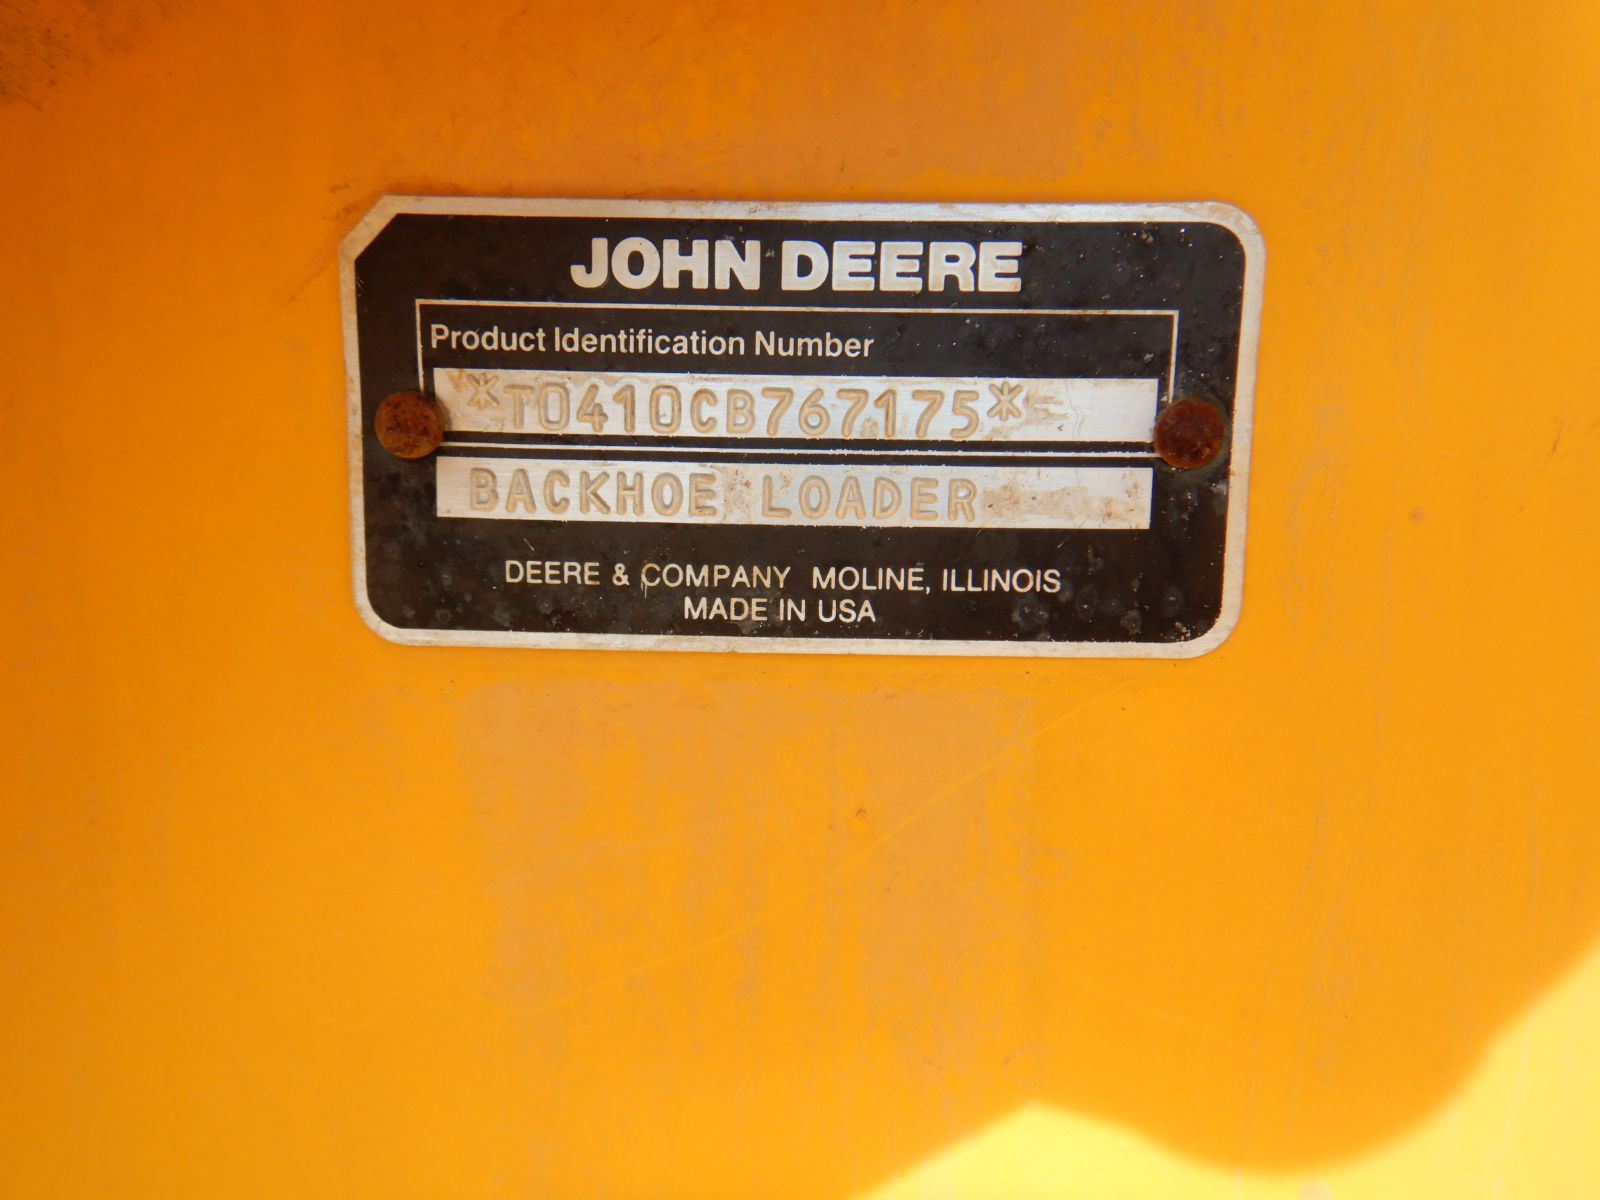 JOHN DEERE
Product Identification Number
*T0410CB767175*
BACKHOE LOADER
DEERE & COMPANY MOLINE, ILLINOIS
MADE IN USA